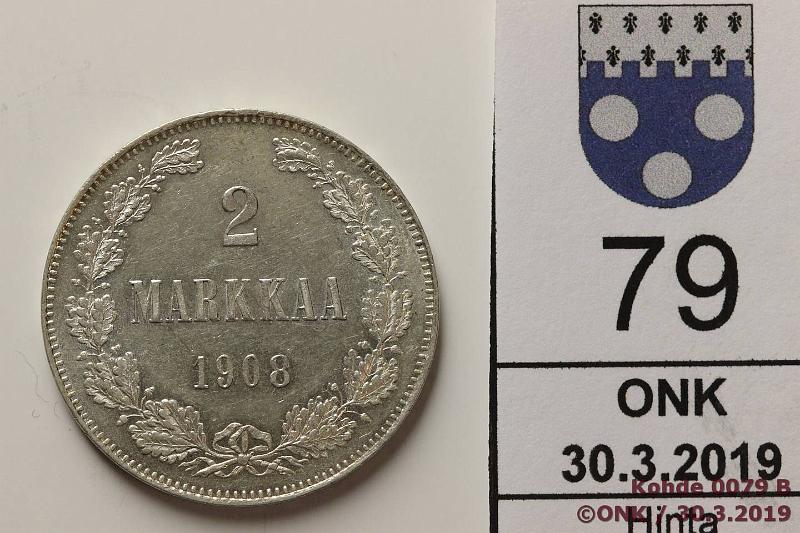 2
MARKKAA
1908
79
ONK
30.3.2019
Hinta
Kohde 0079 B
©ONK / 30.3.2019